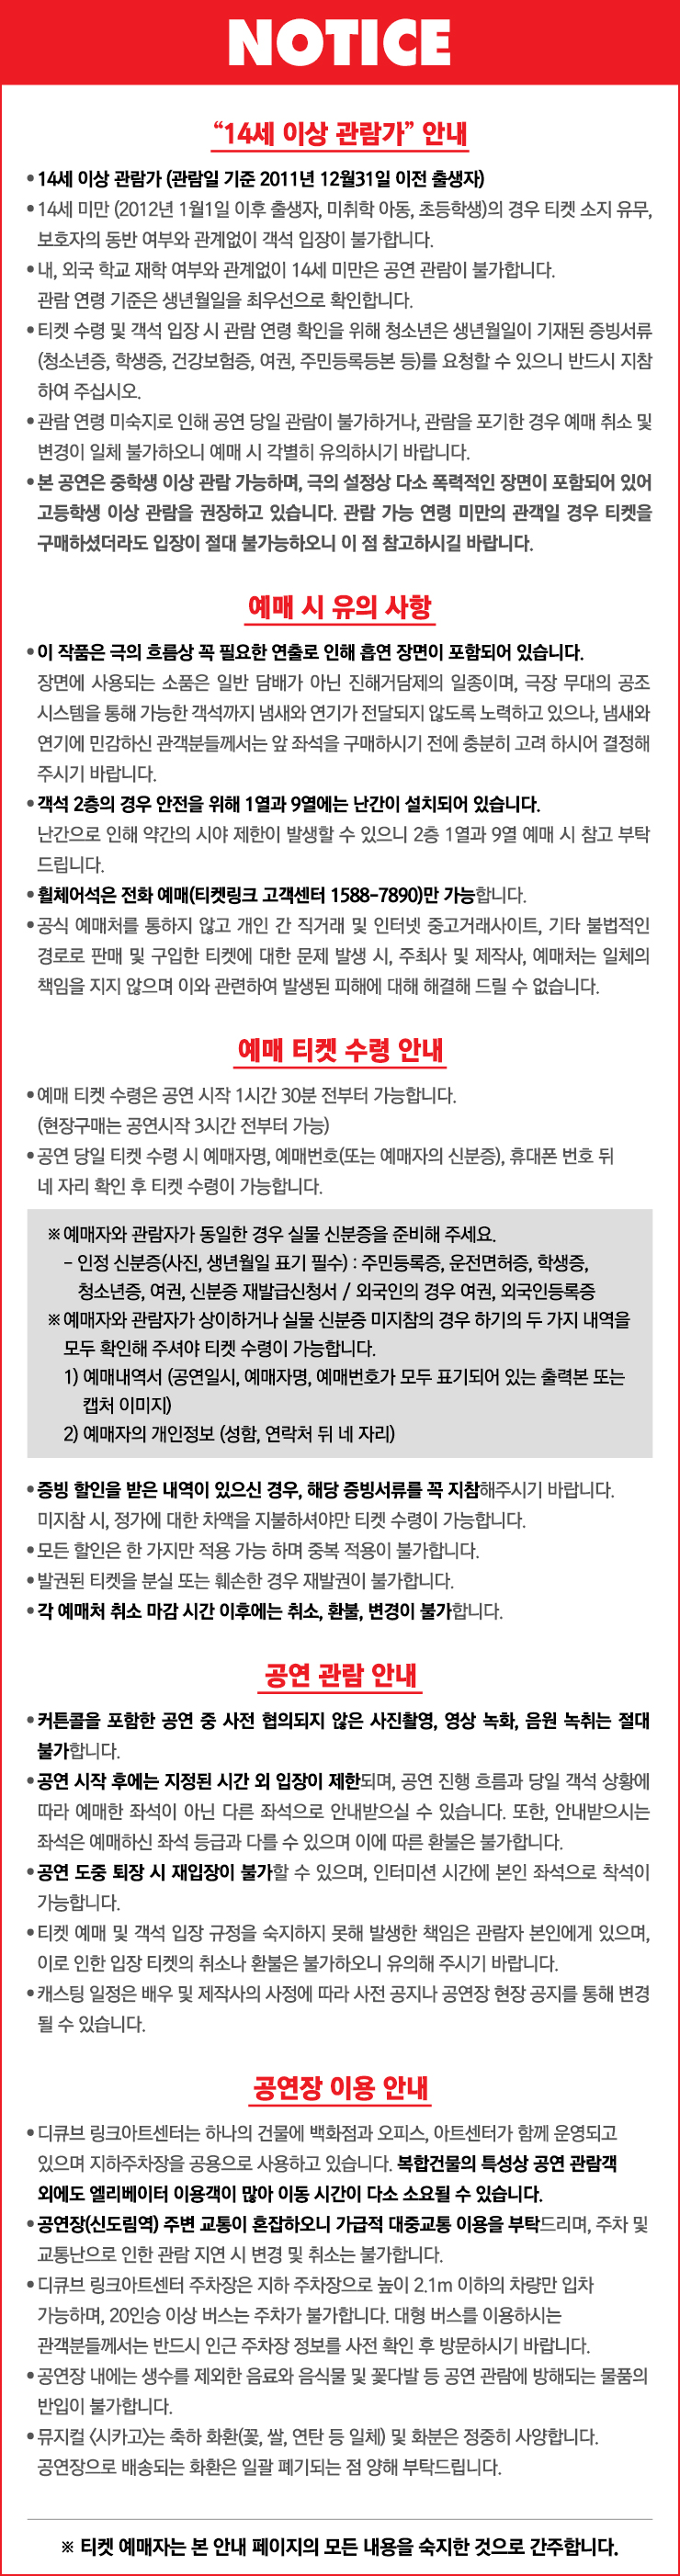 NOTICE
“14세 이상 관람가” 안내
• 14세 이상 관람가 (관람일 기준 2011년 12월31일 이전 출생자)
• 14세 미만 (2012년 1월1일 이후 출생자, 미취학 아동, 초등학생)의 경우 티켓 소지 유무,
보호자의 동반 여부와 관계없이 객석 입장이 불가합니다.
• 내, 외국 학교 재학 여부와 관계없이 14세 미만은 공연 관람이 불가합니다.
관람 연령 기준은 생년월일을 최우선으로 확인합니다.
• 티켓 수령 및 객석 입장 시 관람 연령 확인을 위해 청소년은 생년월일이 기재된 증빙서류
(청소년증, 학생증, 건강보험증, 여권, 주민등록등본 등)를 요청할 수 있으니 반드시 지참
하여 주십시오.
• 관람 연령 미숙지로 인해 공연 당일 관람이 불가하거나, 관람을 포기한 경우 예매 취소 및
변경이 일체 불가하오니 예매 시 각별히 유의하시기 바랍니다.
• 본 공연은 중학생 이상 관람 가능하며, 극의 설정상 다소 폭력적인 장면이 포함되어 있어
고등학생 이상 관람을 권장하고 있습니다. 관람 가능 연령 미만의 관객일 경우 티켓을
구매하셨더라도 입장이 절대 불가능하오니 이 점 참고하시길 바랍니다.
예매 시 유의 사항
• 이 작품은 극의 흐름상 꼭 필요한 연출로 인해 흡연 장면이 포함되어 있습니다.
장면에 사용되는 소품은 일반 담배가 아닌 진해거담제의 일종이며, 극장 무대의 공조
시스템을 통해 가능한 객석까지 냄새와 연기가 전달되지 않도록 노력하고 있으나, 냄새와
연기에 민감하신 관객분들께서는 앞 좌석을 구매하시기 전에 충분히 고려 하시어 결정해
주시기 바랍니다.
• 객석 2층의 경우 안전을 위해 1열과 9열에는 난간이 설치되어 있습니다.
난간으로 인해 약간의 시야 제한이 발생할 수 있으니 2층 1열과 9열 예매 시 참고 부탁
드립니다.
• 휠체어석은 전화 예매(티켓링크 고객센터 1588-7890)만 가능합니다.
• 공식 예매처를 통하지 않고 개인 간 직거래 및 인터넷 중고거래사이트, 기타 불법적인
경로로 판매 및 구입한 티켓에 대한 문제 발생 시, 주최사 및 제작사, 예매처는 일체의
책임을 지지 않으며 이와 관련하여 발생된 피해에 대해 해결해 드릴 수 없습니다.
예매 티켓 수령 안내
• 예매 티켓 수령은 공연 시작 1시간 30분 전부터 가능합니다.
(현장구매는 공연시작 3시간 전부터 가능)
• 공연 당일 티켓 수령 시 예매자명, 예매번호(또는 예매자의 신분증), 휴대폰 번호 뒤
네 자리 확인 후 티켓 수령이 가능합니다.
※ 예매자와 관람자가 동일한 경우 실물 신분증을 준비해 주세요.
- 인정 신분증(사진, 생년월일 표기 필수) : 주민등록증, 운전면허증, 학생증,
청소년증, 여권, 신분증 재발급신청서 / 외국인의 경우 여권, 외국인등록증
※ 예매자와 관람자가 상이하거나 실물 신분증 미지참의 경우 하기의 두 가지 내역을
모두 확인해 주셔야 티켓 수령이 가능합니다.
1) 예매내역서 (공연일시, 예매자명, 예매번호가 모두 표기되어 있는 출력본 또는
캡처 이미지)
2) 예매자의 개인정보 (성함, 연락처 뒤 네 자리)
• 증빙 할인을 받은 내역이 있으신 경우, 해당 증빙서류를 꼭 지참해주시기 바랍니다.
미지참 시, 정가에 대한 차액을 지불하셔야만 티켓 수령이 가능합니다.
• 모든 할인은 한 가지만 적용 가능 하며 중복 적용이 불가합니다.
• 발권된 티켓을 분실 또는 훼손한 경우 재발권이 불가합니다.
• 각 예매처 취소 마감 시간 이후에는 취소, 환불, 변경이 불가합니다.
공연 관람 안내
• 커튼콜을 포함한 공연 중 사전 협의되지 않은 사진촬영, 영상 녹화, 음원 녹취는 절대
불가합니다.
• 공연 시작 후에는 지정된 시간 외 입장이 제한되며, 공연 진행 흐름과 당일 객석 상황에
따라 예매한 좌석이 아닌 다른 좌석으로 안내받으실 수 있습니다. 또한, 안내받으시는
좌석은 예매하신 좌석 등급과 다를 수 있으며 이에 따른 환불은 불가합니다.
• 공연 도중 퇴장 시 재입장이 불가할 수 있으며, 인터미션 시간에 본인 좌석으로 착석이
가능합니다.
• 티켓 예매 및 객석 입장 규정을 숙지하지 못해 발생한 책임은 관람자 본인에게 있으며,
이로 인한 입장 티켓의 취소나 환불은 불가하오니 유의해 주시기 바랍니다.
• 캐스팅 일정은 배우 및 제작사의 사정에 따라 사전 공지나 공연장 현장 공지를 통해 변경
될 수 있습니다.
공연장 이용 안내
• 디큐브 링크아트센터는 하나의 건물에 백화점과 오피스, 아트센터가 함께 운영되고
있으며 지하주차장을 공용으로 사용하고 있습니다. 복합건물의 특성상 공연 관람객
외에도 엘리베이터 이용객이 많아 이동 시간이 다소 소요될 수 있습니다.
• 공연장(신도림역) 주변 교통이 혼잡하오니 가급적 대중교통 이용을 부탁드리며, 주차 및
교통난으로 인한 관람 지연 시 변경 및 취소는 불가합니다.
• 디큐브 링크아트센터 주차장은 지하 주차장으로 높이 2.1m 이하의 차량만 입차
가능하며, 20인승 이상 버스는 주차가 불가합니다. 대형 버스를 이용하시는
관객분들께서는 반드시 인근 주차장 정보를 사전 확인 후 방문하시기 바랍니다.
• 공연장 내에는 생수를 제외한 음료와 음식물 및 꽃다발 등 공연 관람에 방해되는 물품의
반입이 불가합니다.
• 뮤지컬 〈시카고〉는 축하 화환(꽃, 쌀, 연탄 등 일체) 및 화분은 정중히 사양합니다.
공연장으로 배송되는 화환은 일괄 폐기되는 점 양해 부탁드립니다.
※ 티켓 예매자는 본 안내 페이지의 모든 내용을 숙지한 것으로 간주합니다.